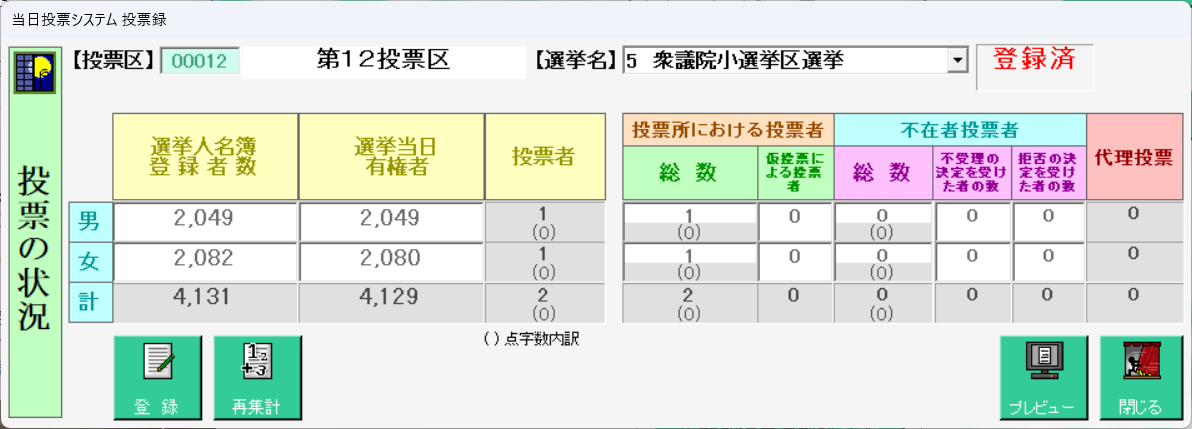 当日投票システム 投票録
【投票区】 00012 第12投票区 【選挙名】 5 衆議院小選挙区選挙 登録済
投票の状況
選挙人名簿
登録者数
選挙当日
有権者
投票者
投票所における投票者
総 数
仮投票に
よる投票
者
不在者投票者
総 数
不受理の
決定を受け
た者の数
拒否の決
定を受け
た者の数
代理投票
男 2,049 2,049 1 1 0 0 0 0 0
(0) (0) (0)
女 2,082 2,080 1 1 0 0 0 0 0
(0) (0) (0)
計 4,131 4,129 2 2 0 0 0 0 0
(0) (0) (0)
( ) 点字数内訳
登 録
再集計
プレビュー
閉じる